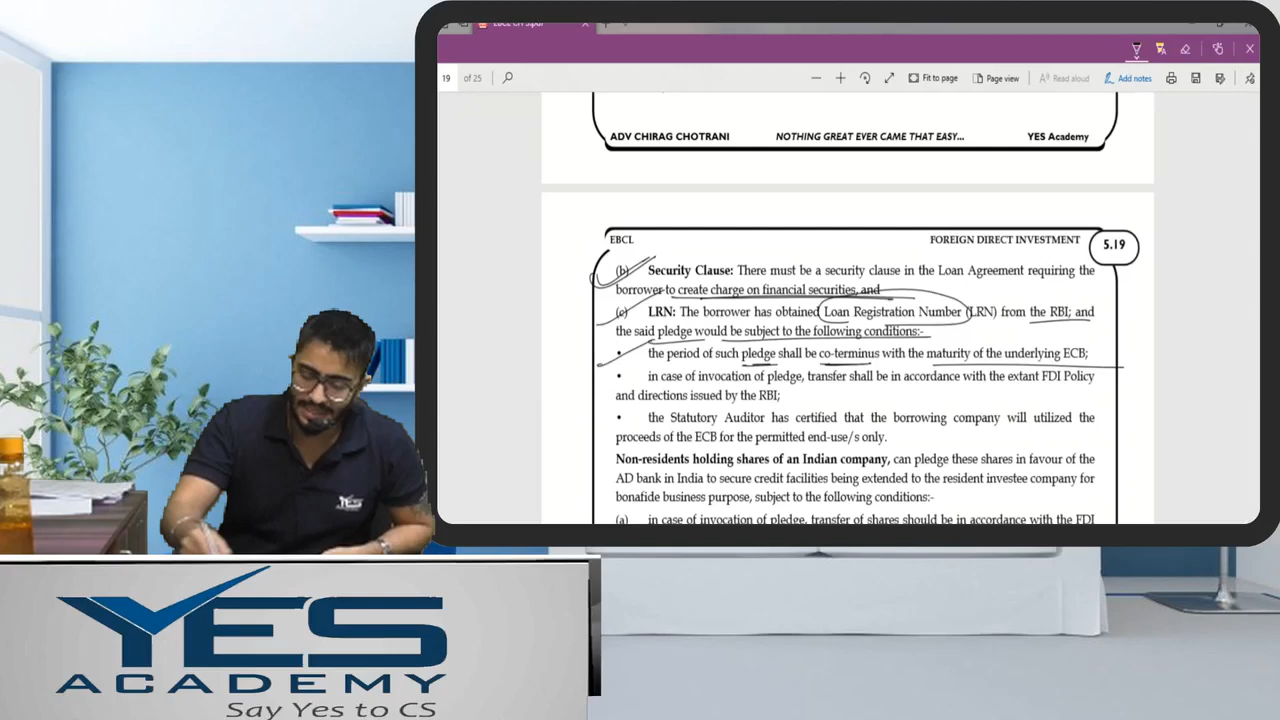 19 of 25
Fit to page
Page view
Read aloud
Add notes
ADV CHIRAG CHOTRANI NOTHING GREAT EVER CAME THAT EASY... YES Academy
EBCL FOREIGN DIRECT INVESTMENT 5.19
(b) Security Clause: There must be a security clause in the Loan Agreement requiring the
borrower to create charge on financial securities, and
(c) LRN: The borrower has obtained Loan Registration Number (LRN) from the RBI; and
the said pledge would be subject to the following conditions:-
• the period of such pledge shall be co-terminus with the maturity of the underlying ECB;
• in case of invocation of pledge, transfer shall be in accordance with the extant FDI Policy
and directions issued by the RBI;
• the Statutory Auditor has certified that the borrowing company will utilized the
proceeds of the ECB for the permitted end-use/s only.
Non-residents holding shares of an Indian company, can pledge these shares in favour of the
AD bank in India to secure credit facilities being extended to the resident investee company for
bonafide business purpose, subject to the following conditions:-
(a) in case of invocation of pledge, transfer of shares should be in accordance with the FDI
YES
YES
ACADEMY
Say Yes to CS